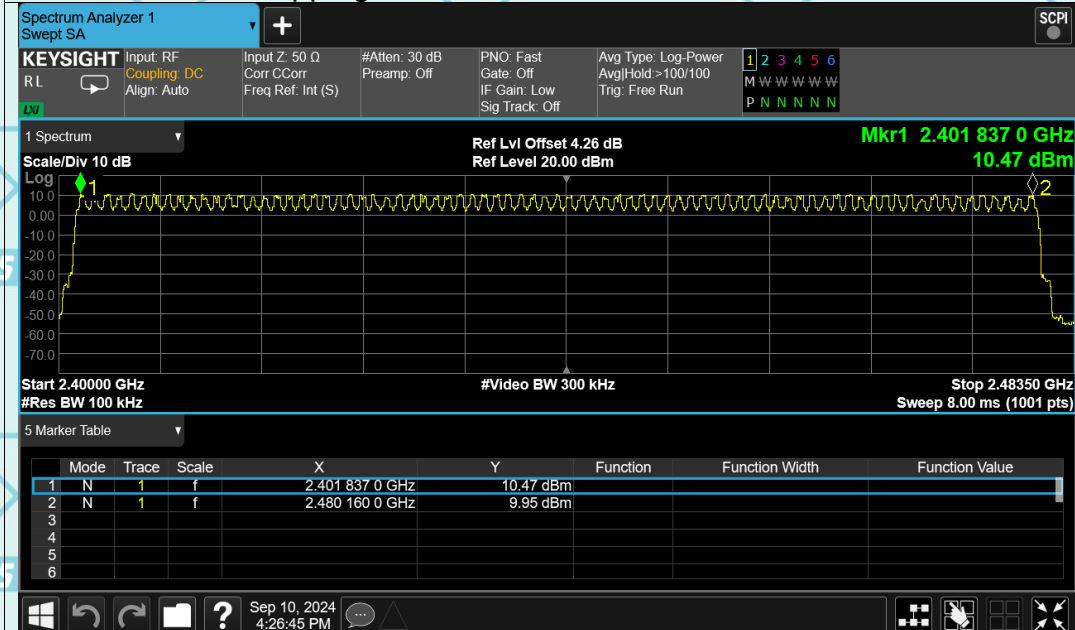 Spectrum Analyzer 1
Swept SA
+
SCPI
KEYSIGHT
R L
LXI
Input: RF
Coupling: DC
Align: Auto
Input Z: 50 Ω
Corr CCorr
Freq Ref: Int (S)
#Atten: 30 dB
Preamp: Off
PNO: Fast
Gate: Off
IF Gain: Low
Sig Track: Off
Avg Type: Log-Power
Avg|Hold:>100/100
Trig: Free Run
1 2 3 4 5 6
M W W W W W
P N N N N N
1 Spectrum
Scale/Div 10 dB
Ref Lvl Offset 4.26 dB
Ref Level 20.00 dBm
Mkr1 2.401 837 0 GHz
10.47 dBm
Log
1
2
10.0
0.00
-10.0
-20.0
-30.0
-40.0
-50.0
-60.0
-70.0
Start 2.40000 GHz
#Video BW 300 kHz
Stop 2.48350 GHz
#Res BW 100 kHz
Sweep 8.00 ms (1001 pts)
5 Marker Table
Mode Trace Scale X Y Function Function Width Function Value
1 N 1 f 2.401 837 0 GHz 10.47 dBm
2 N 1 f 2.480 160 0 GHz 9.95 dBm
3
4
5
6
?
Sep 10, 2024
4:26:45 PM